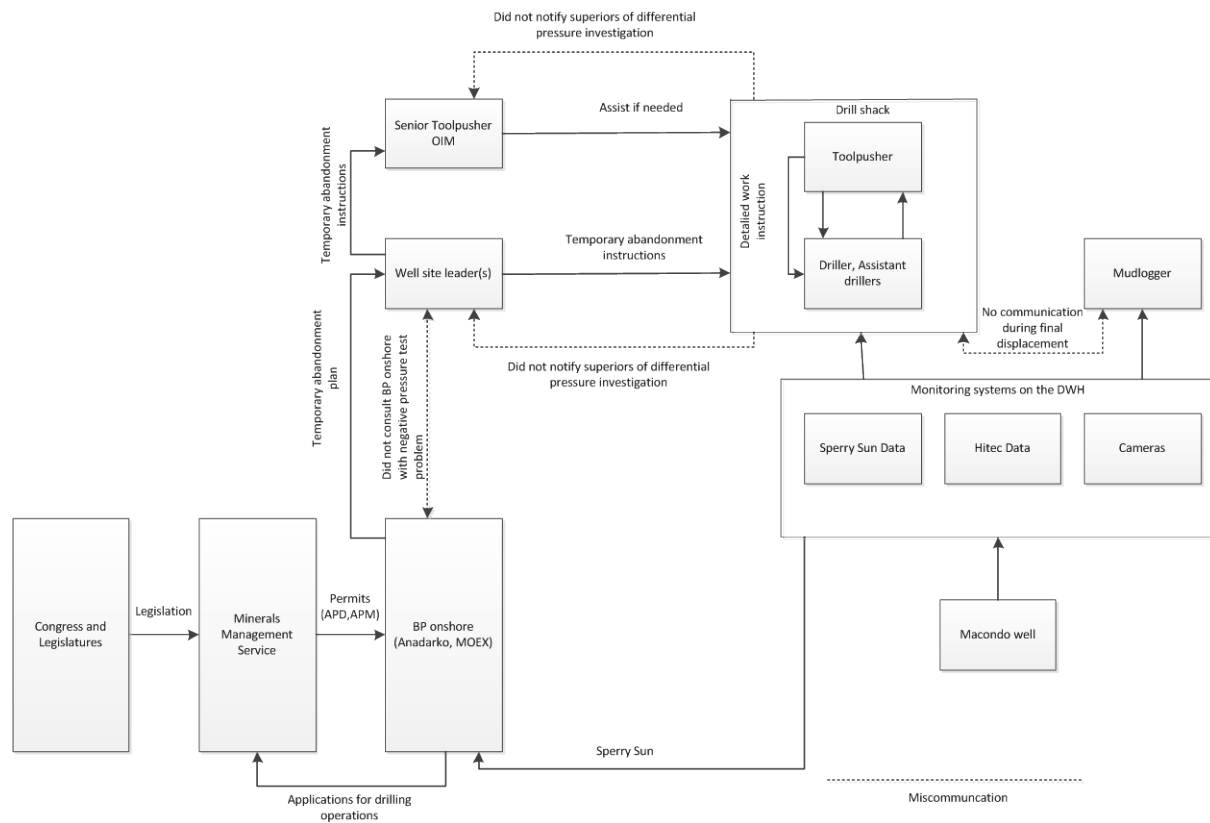 Did not notify superiors of differential
pressure investigation
Senior Toolpusher
OIM
Assist if needed
Drill shack
Toolpusher
Detalied work
instruction
Driller, Assistant
drillers
Temporary abandonment
instructions
Well site leader(s)
Temporary abandonment
instructions
Mudlogger
No communication
during final
displacement
Did not notify superiors of differential
pressure investigation
Temporary abandonment
plan
Did not consult BP onshore
with negative pressure test
problem
Monitoring systems on the DWH
Sperry Sun Data
Hitec Data
Cameras
Congress and
Legislatures
Legislation
Minerals
Management
Service
Permits
(APD,APM)
BP onshore
(Anadarko, MOEX)
Macondo well
Sperry Sun
Applications for drilling
operations
Miscommuncation